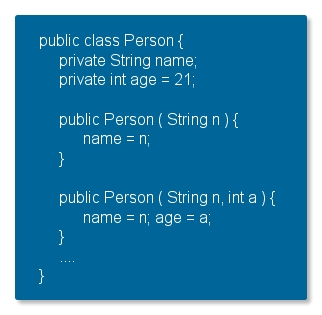 public class Person {
private String name;
private int age = 21;
public Person ( String n ) {
name = n;
}
public Person ( String n, int a ) {
name = n; age = a;
}
....
}